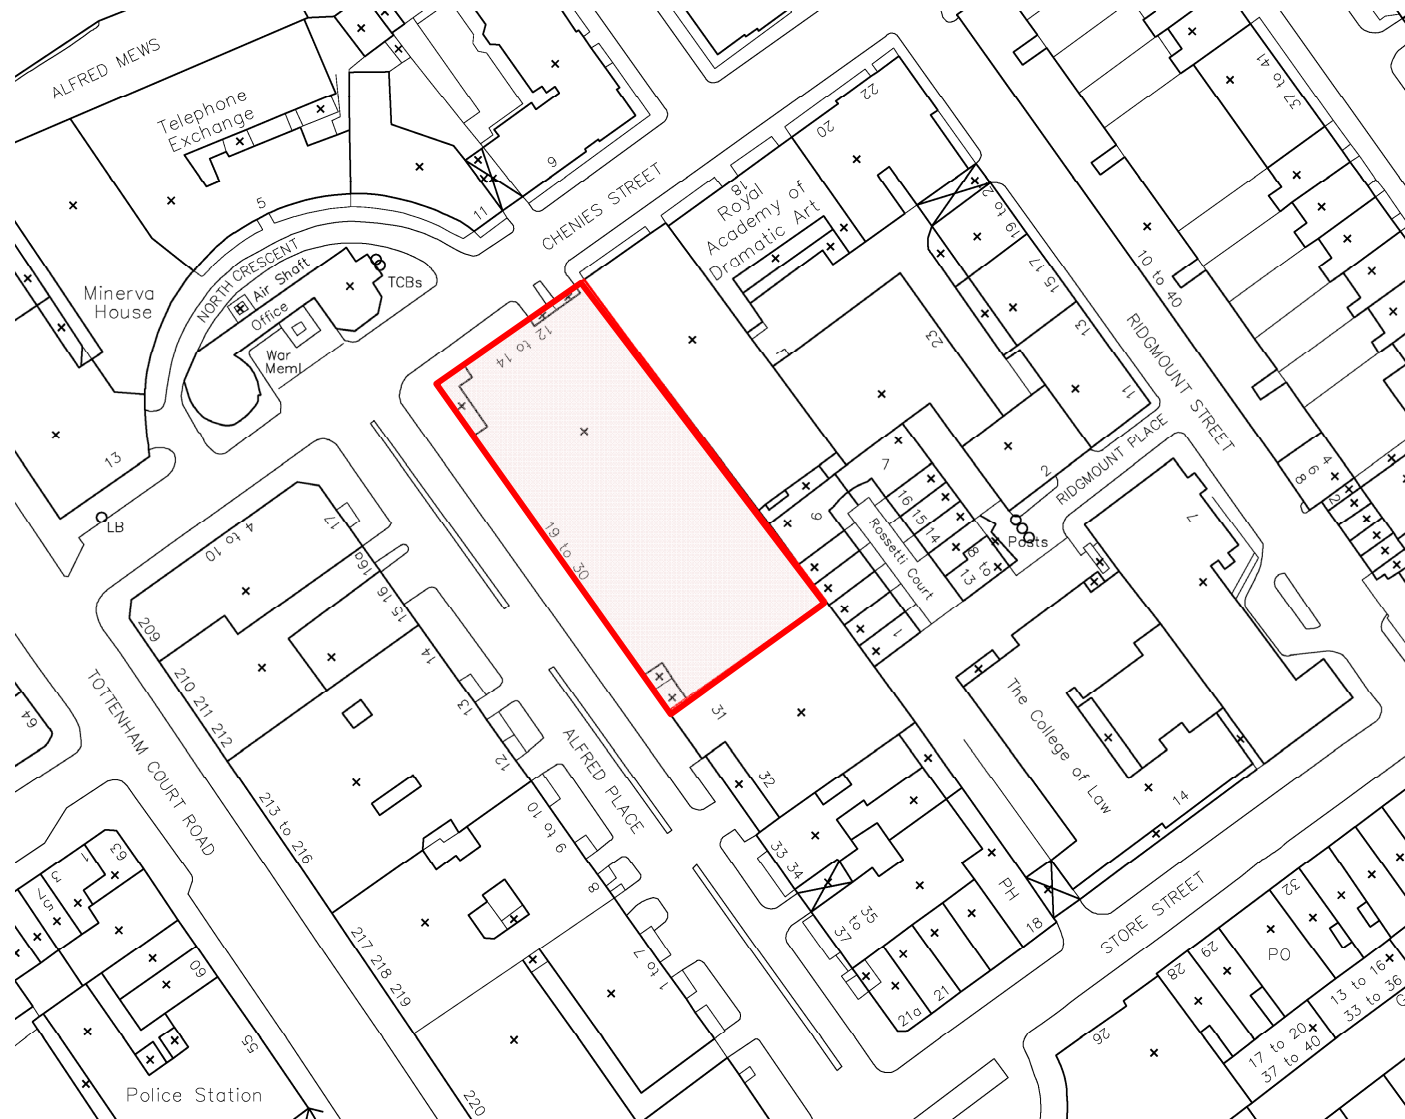 ALFRED MEWS
Telephone
Exchange
5
11
9
CHENIES STREET
NORTH CRESCENT
Air Shaft
Office
TCBs
War
Meml
Minerva
House
13
LB
18
Royal
Academy of
Dramatic Art
20
22
19 to 21
15 17
13
11
23
2
37 to 41
10 to 40
RIDGMOUNT STREET
RIDGMOUNT PLACE
4
6
8
2
12 to 14
19 to 30
7
16
15
14
9
Rossetti Court
8
to
13
1
Posts
7
4 to 10
17
16a
15 16
14
13
12
209
210 211 212
213 to 216
TOTTENHAM COURT ROAD
64
ALFRED PLACE
31
32
33 34
35
to
37
10 to 9
8
1 to 7
217 218 219
220
The College of Law
14
PH
18
21
21a
STORE STREET
63
1
3
57
60
55
Police Station
26
28
29
32
PO
13 to 16
33 to 36
17 to 20
37 to 40